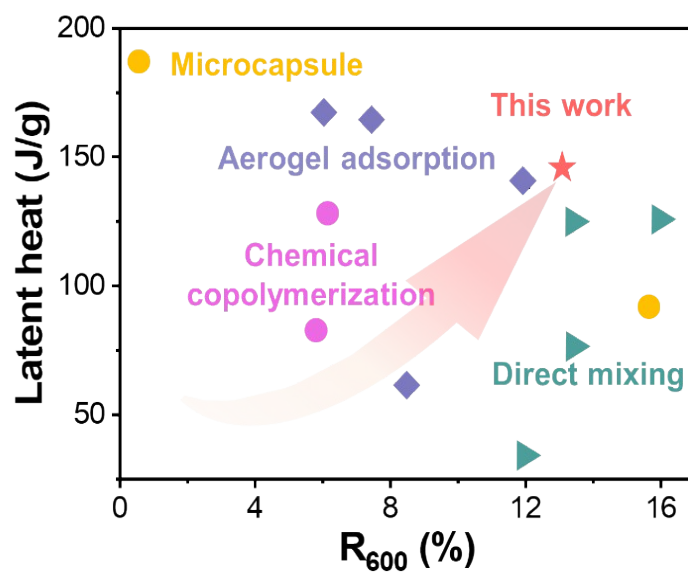 200
Microcapsule
This work
150
Aerogel adsorption
Latent heat (J/g)
Chemical
copolymerization
100
Direct mixing
50
0
4
8
12
16
R600 (%)